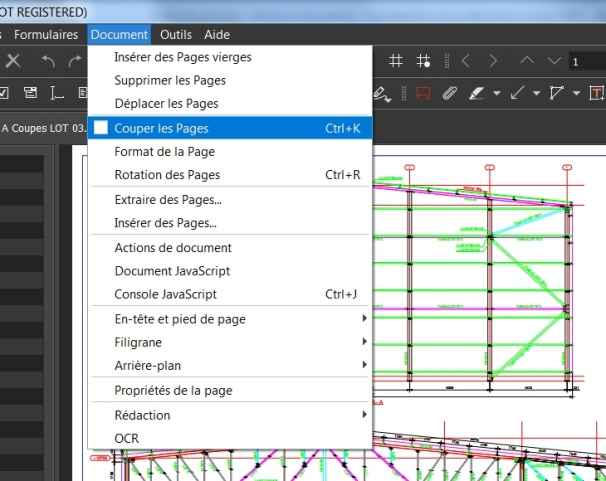 OT REGISTERED)
Formulaires Document Outils Aide
1
Insérer des Pages vierges
Supprimer les Pages
Déplacer les Pages
A Coupes LOT 03.
Couper les Pages Ctrl+K
Format de la Page
Rotation des Pages Ctrl+R
Extraire des Pages...
Insérer des Pages...
Actions de document
Document JavaScript
Console JavaScript Ctrl+J
En-tête et pied de page
Filigrane
Arrière-plan
Propriétés de la page
Rédaction
OCR